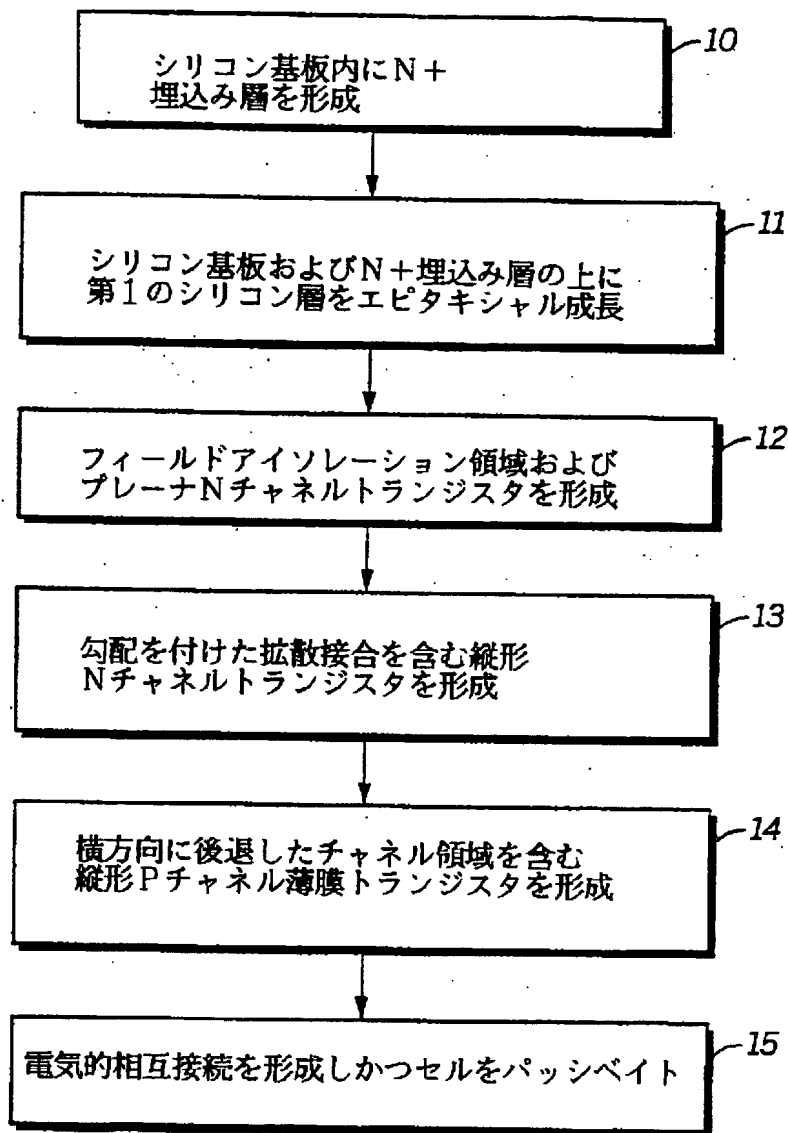 シリコン基板内にN+
埋込み層を形成
10
シリコン基板およびN+埋込み層の上に
第1のシリコン層をエピタキシャル成長
11
フィールドアイソレーション領域および
プレーナNチャネルトランジスタを形成
12
勾配を付けた拡散接合を含む縦形
Nチャネルトランジスタを形成
13
横方向に後退したチャネル領域を含む
縦形Pチャネル薄膜トランジスタを形成
14
電気的相互接続を形成しかつセルをパッシベイト
15